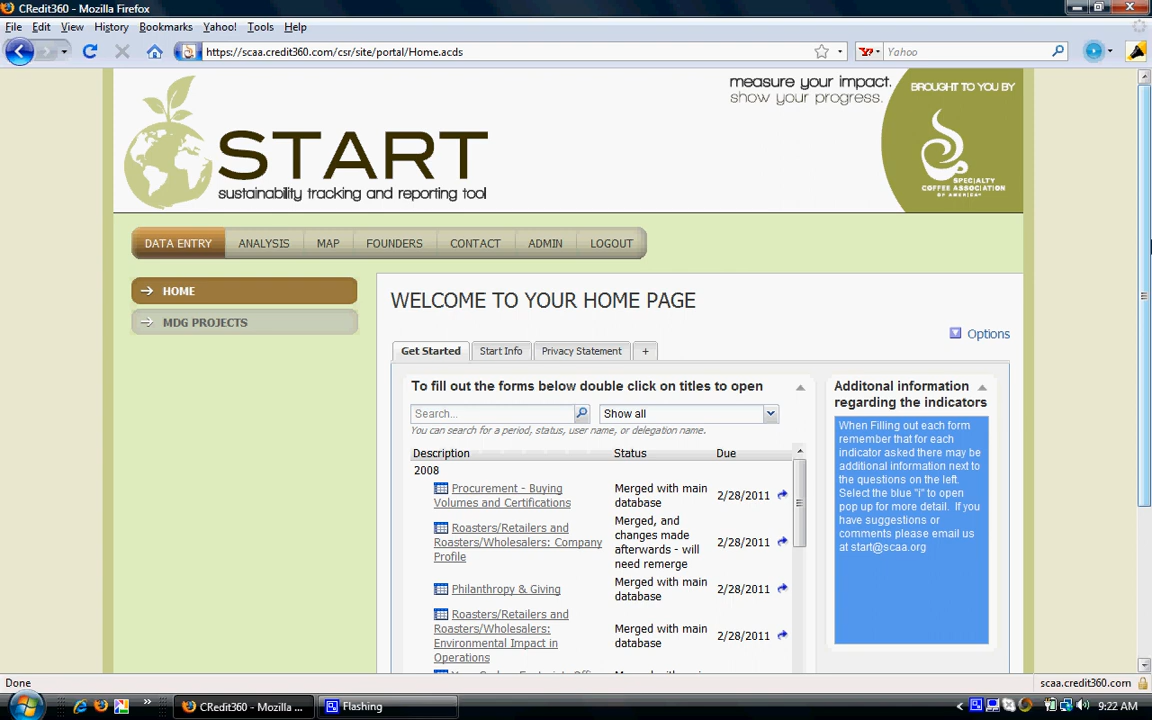 CRedit360 - Mozilla Firefox
File Edit View History Bookmarks Yahoo! Tools Help
https://scaa.credit360.com/csr/site/portal/Home.acds
Yahoo
START
sustainability tracking and reporting tool
measure your impact.
show your progress.
BROUGHT TO YOU BY
SPECIALTY
COFFEE ASSOCIATION
OF AMERICA
DATA ENTRY ANALYSIS MAP FOUNDERS CONTACT ADMIN LOGOUT
HOME
MDG PROJECTS
WELCOME TO YOUR HOME PAGE
Options
Get Started Start Info Privacy Statement +
To fill out the forms below double click on titles to open
Search... Show all
You can search for a period, status, user name, or delegation name.
Description Status Due
2008
Procurement - Buying
Volumes and Certifications
Merged with main
database
2/28/2011
Roasters/Retailers and
Roasters/Wholesalers: Company
Profile
Merged, and
changes made
afterwards - will
need remerge
2/28/2011
Philanthropy & Giving
Merged with main
database
2/28/2011
Roasters/Retailers and
Roasters/Wholesalers:
Environmental Impact in
Operations
Merged with main
database
2/28/2011
Additonal information
regarding the indicators
When Filling out each form
remember that for each
indicator asked there may be
additional information next to
the questions on the left.
Select the blue "i" to open
pop up for more detail. If you
have suggestions or
comments please email us
at start@scaa.org
Done
scaa.credit360.com
CRedit360 - Mozilla ...
Flashing
9:22 AM